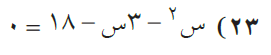 ٢٣) س٢ − ٣س − ١٨ = ٠